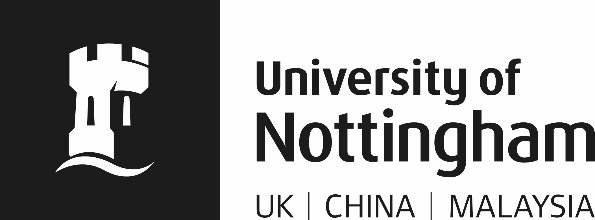 University of
Nottingham
UK | CHINA | MALAYSIA